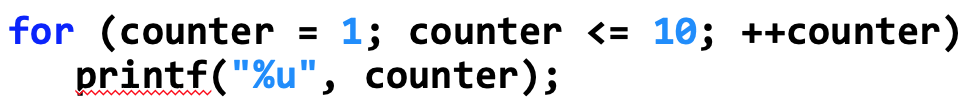 for (counter = 1; counter <= 10; ++counter)
printf("%u", counter);